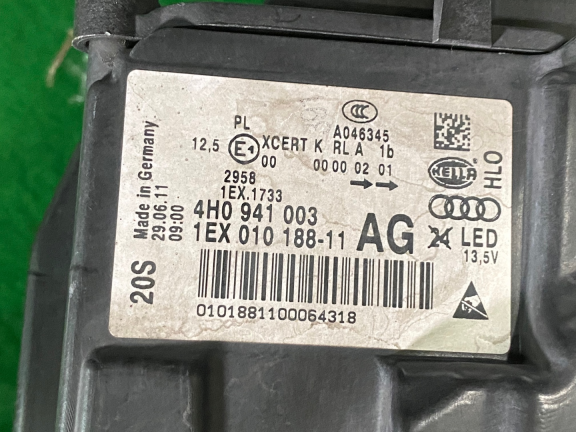 PL
A046345
12,5 E1 XCERT K RL A 1b
00 00 00 02 01
2958
1EX.1733
HELLA
HLO
4H0 941 003
1EX 010 188-11 AG
24 LED
13,5V
0101881100064318
Made in Germany
29.06.11
09:00
20S